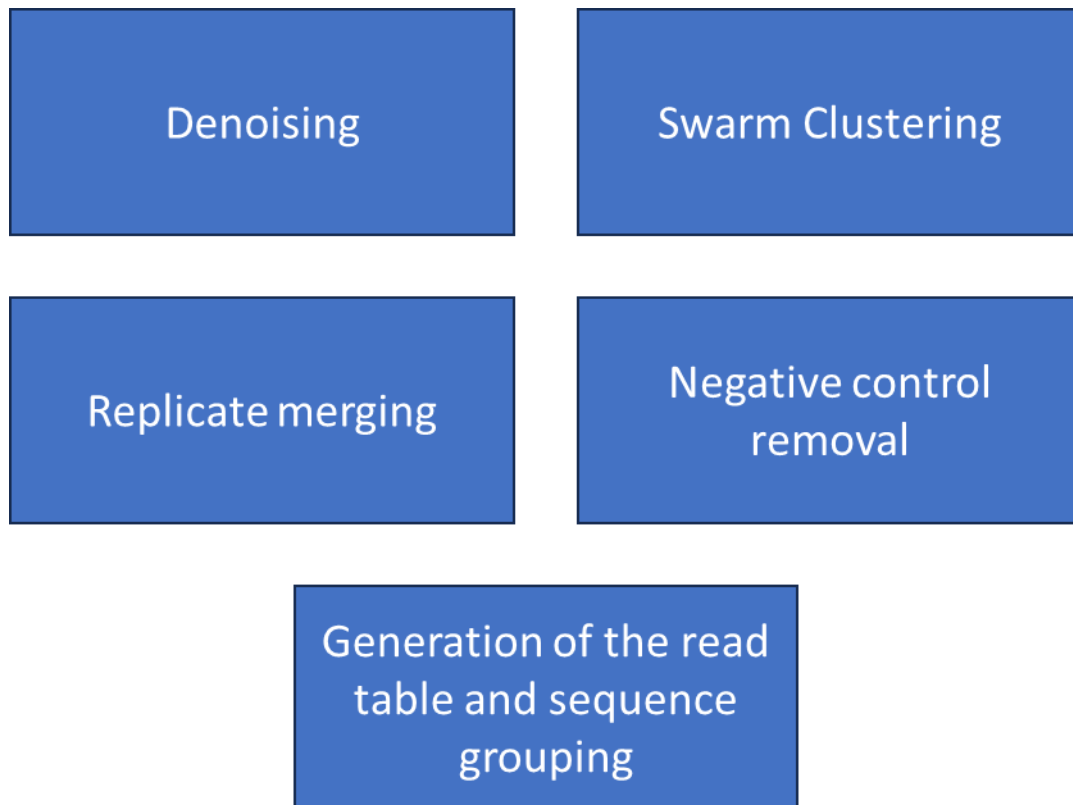 Denoising
Swarm Clustering
Replicate merging
Negative control
removal
Generation of the read
table and sequence
grouping